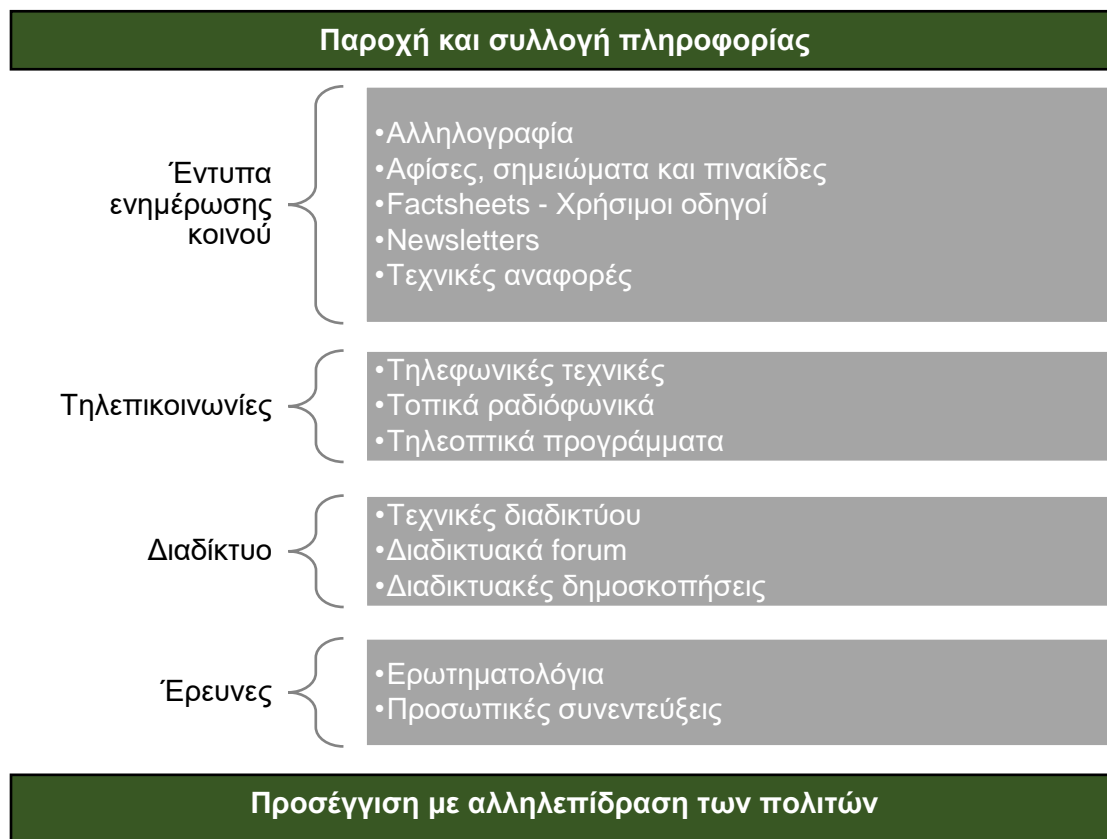 Παροχή και συλλογή πληροφορίας
Έντυπα
ενημέρωσης
κοινού
•Αλληλογραφία
•Αφίσες, σημειώματα και πινακίδες
•Factsheets - Χρήσιμοι οδηγοί
•Newsletters
•Τεχνικές αναφορές
Τηλεπικοινωνίες
•Τηλεφωνικές τεχνικές
•Τοπικά ραδιόφωνικά
•Τηλεοπτικά προγράμματα
Διαδίκτυο
•Τεχνικές διαδικτύου
•Διαδικτυακά forum
•Διαδικτυακές δημοσκοπήσεις
Έρευνες
•Ερωτηματολόγια
•Προσωπικές συνεντεύξεις
Προσέγγιση με αλληλεπίδραση των πολιτών